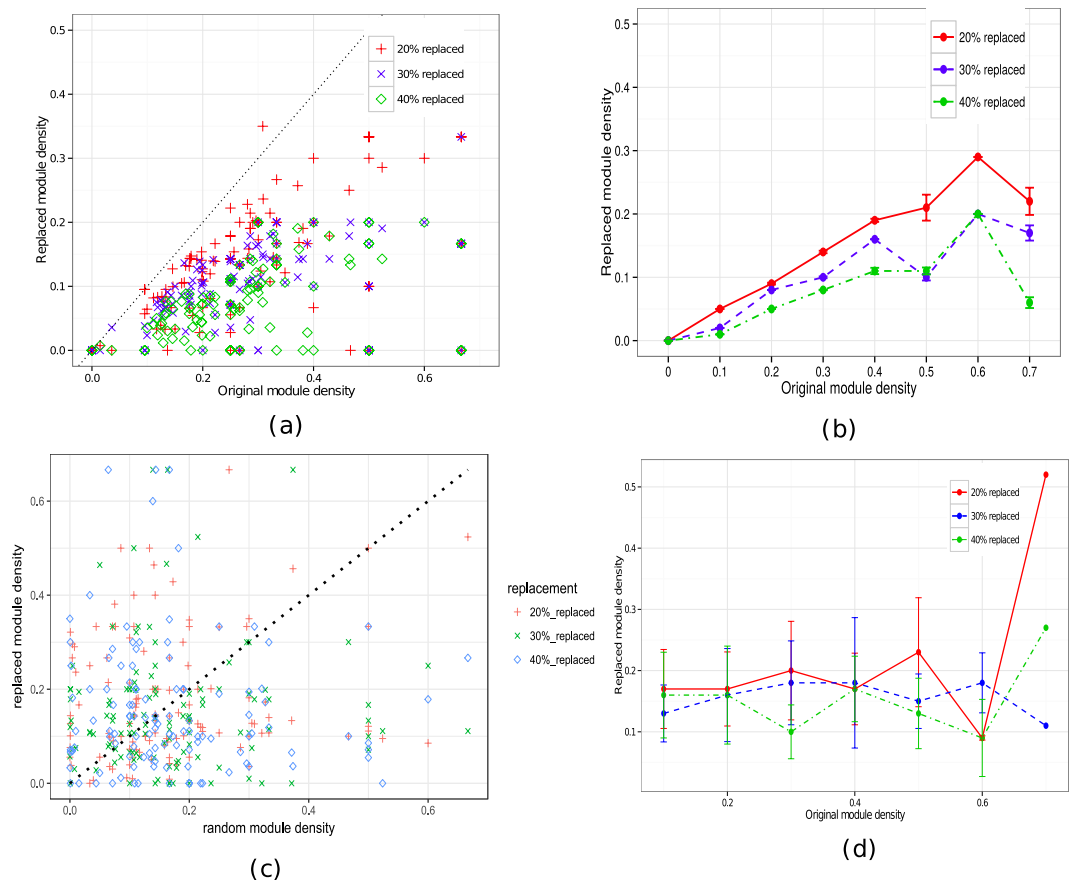 0.5
0.4
0.3
0.2
0.1
0.0
Replaced module density
20% replaced
30% replaced
40% replaced
0.0
0.2
0.4
0.6
Original module density
(a)
0.5
0.4
0.3
0.2
0.1
0.0
Replaced module density
20% replaced
30% replaced
40% replaced
0
0.1
0.2
0.3
0.4
0.5
0.6
0.7
Original module density
(b)
0.6
0.4
0.2
0.0
replaced module density
0.0
0.2
0.4
0.6
random module density
replacement
20%_replaced
30%_replaced
40%_replaced
(c)
0.5
0.4
0.3
0.2
0.1
Replaced module density
20% replaced
30% replaced
40% replaced
0.2
0.4
0.6
Original module density
(d)